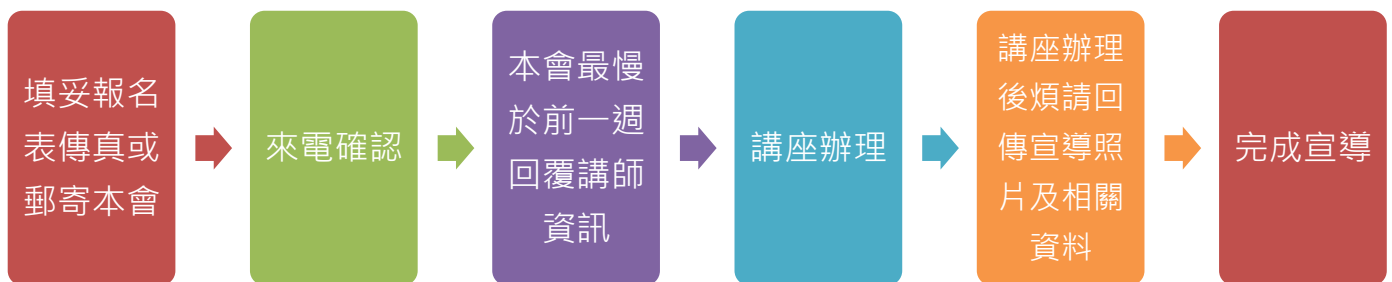 填妥報名
表傳真或
郵寄本會
來電確認
本會最慢
於前一週
回覆講師
資訊
講座辦理
講座辦理
後煩請回
傳宣導照
片及相關
資料
完成宣導